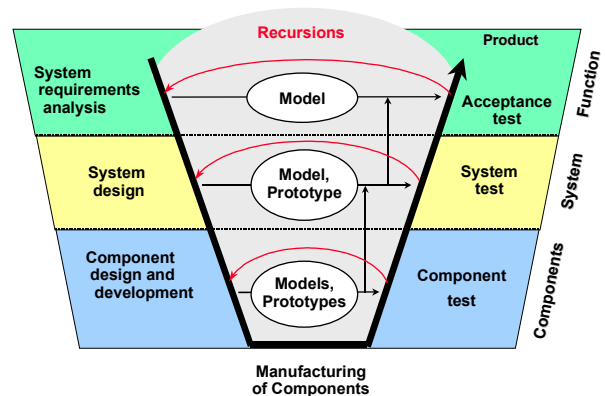 Recursions
Product
System
requirements
analysis
Model
Acceptance
test
Function
System
design
Model,
Prototype
System
test
System
Component
design and
development
Models,
Prototypes
Component
test
Components
Manufacturing
of Components